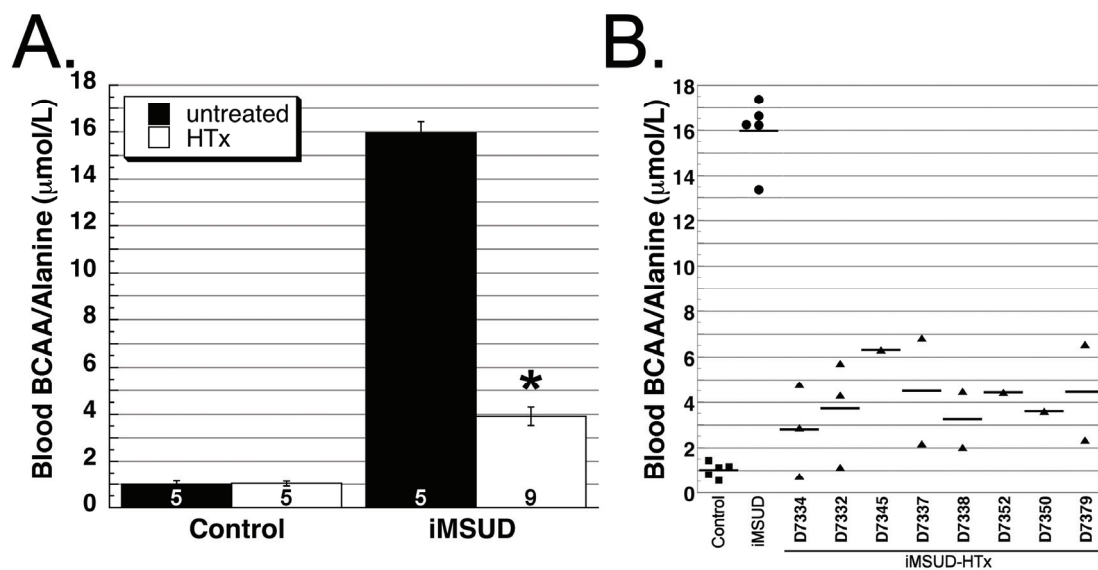 A.
Blood BCAA/Alanine (μmol/L)
18
16
14
12
10
8
6
4
2
0
untreated
HTx
*
5
5
5
9
Control
iMSUD
B.
Blood BCAA/Alanine (μmol/L)
18
16
14
12
10
8
6
4
2
0
Control
iMSUD
D7334
D7332
D7345
D7337
D7338
D7352
D7350
D7379
iMSUD-HTx